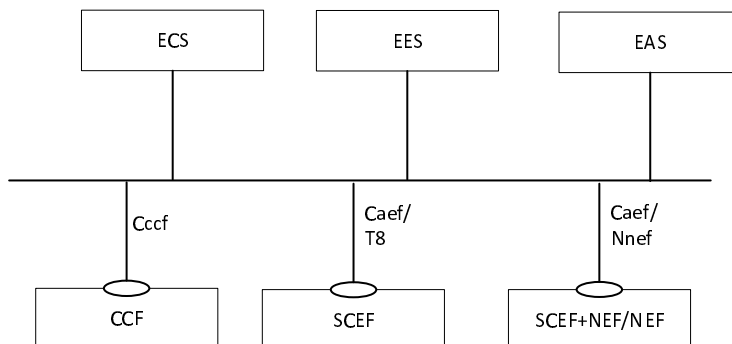 ECS
EES
EAS
Cccf
Caef/
T8
Caef/
Nnef
CCF
SCEF
SCEF+NEF/NEF